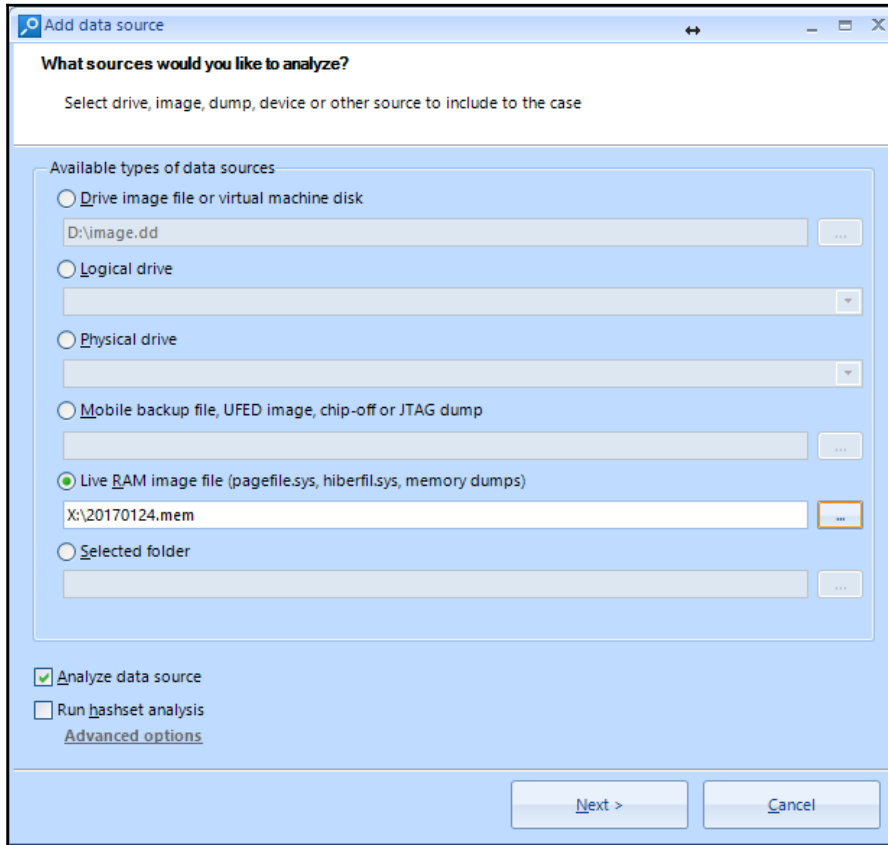 Add data source
What sources would you like to analyze?
Select drive, image, dump, device or other source to include to the case
Available types of data sources
Drive image file or virtual machine disk
D:\image.dd
...
Logical drive
Physical drive
Mobile backup file, UFED image, chip-off or JTAG dump
...
Live RAM image file (pagefile.sys, hiberfil.sys, memory dumps)
X:\20170124.mem
...
Selected folder
...
Analyze data source
Run hashset analysis
Advanced options
Next >
Cancel